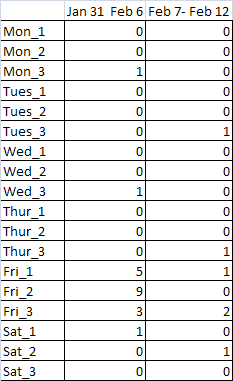 Jan 31 Feb 6 Feb 7- Feb 12
Mon_1 0 0
Mon_2 0 0
Mon_3 1 0
Tues_1 0 0
Tues_2 0 0
Tues_3 0 1
Wed_1 0 0
Wed_2 0 0
Wed_3 1 0
Thur_1 0 0
Thur_2 0 0
Thur_3 0 1
Fri_1 5 1
Fri_2 9 0
Fri_3 3 2
Sat_1 1 0
Sat_2 0 1
Sat_3 0 0